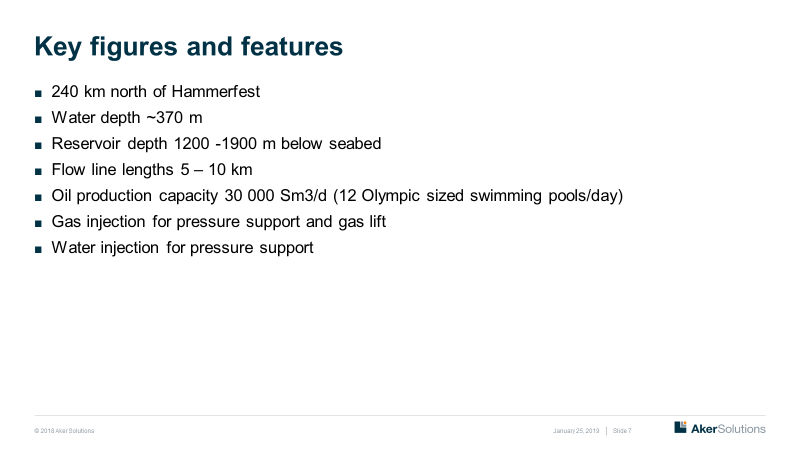 Key figures and features
■ 240 km north of Hammerfest
■ Water depth ~370 m
■ Reservoir depth 1200 -1900 m below seabed
■ Flow line lengths 5 – 10 km
■ Oil production capacity 30 000 Sm3/d (12 Olympic sized swimming pools/day)
■ Gas injection for pressure support and gas lift
■ Water injection for pressure support
© 2018 Aker Solutions January 25, 2019 | Slide 7 AkerSolutions